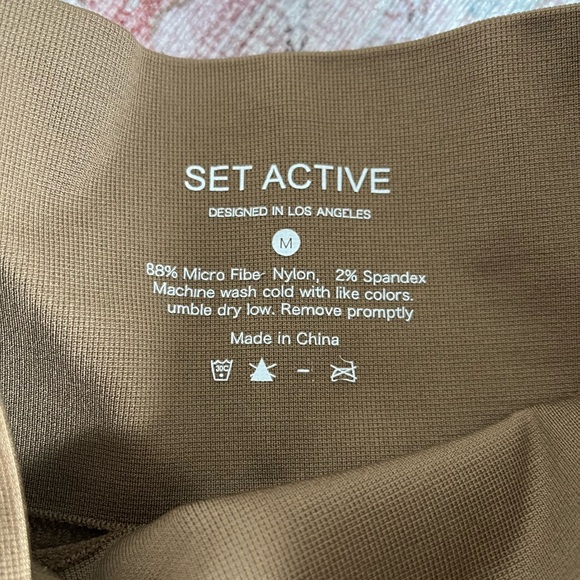 SET ACTIVE
DESIGNED IN LOS ANGELES
M
88% Micro Fibe Nylon, 2% Spandex
Machine wash cold with like colors.
umble dry low. Remove promptly
Made in China
30C